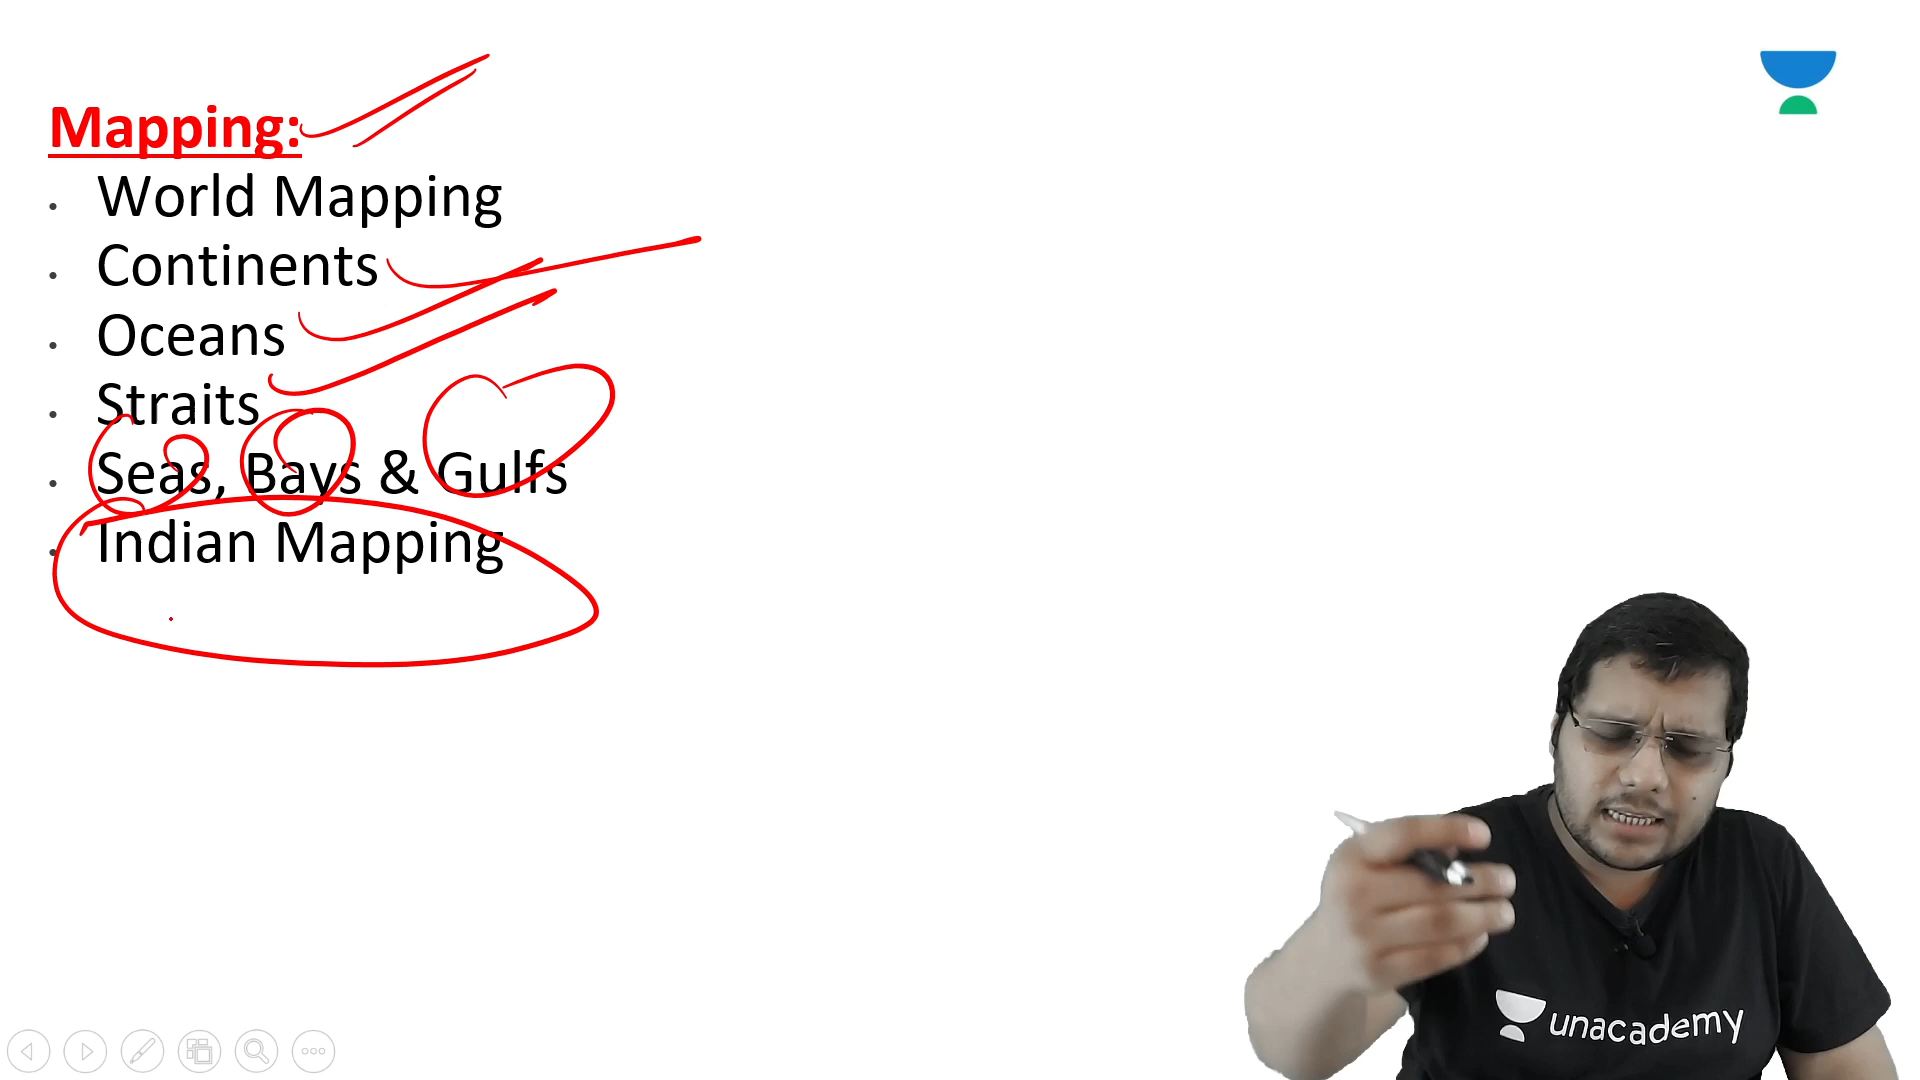 Mapping:
• World Mapping
• Continents
• Oceans
• Straits
• Seas, Bays & Gulfs
• Indian Mapping
unacademy